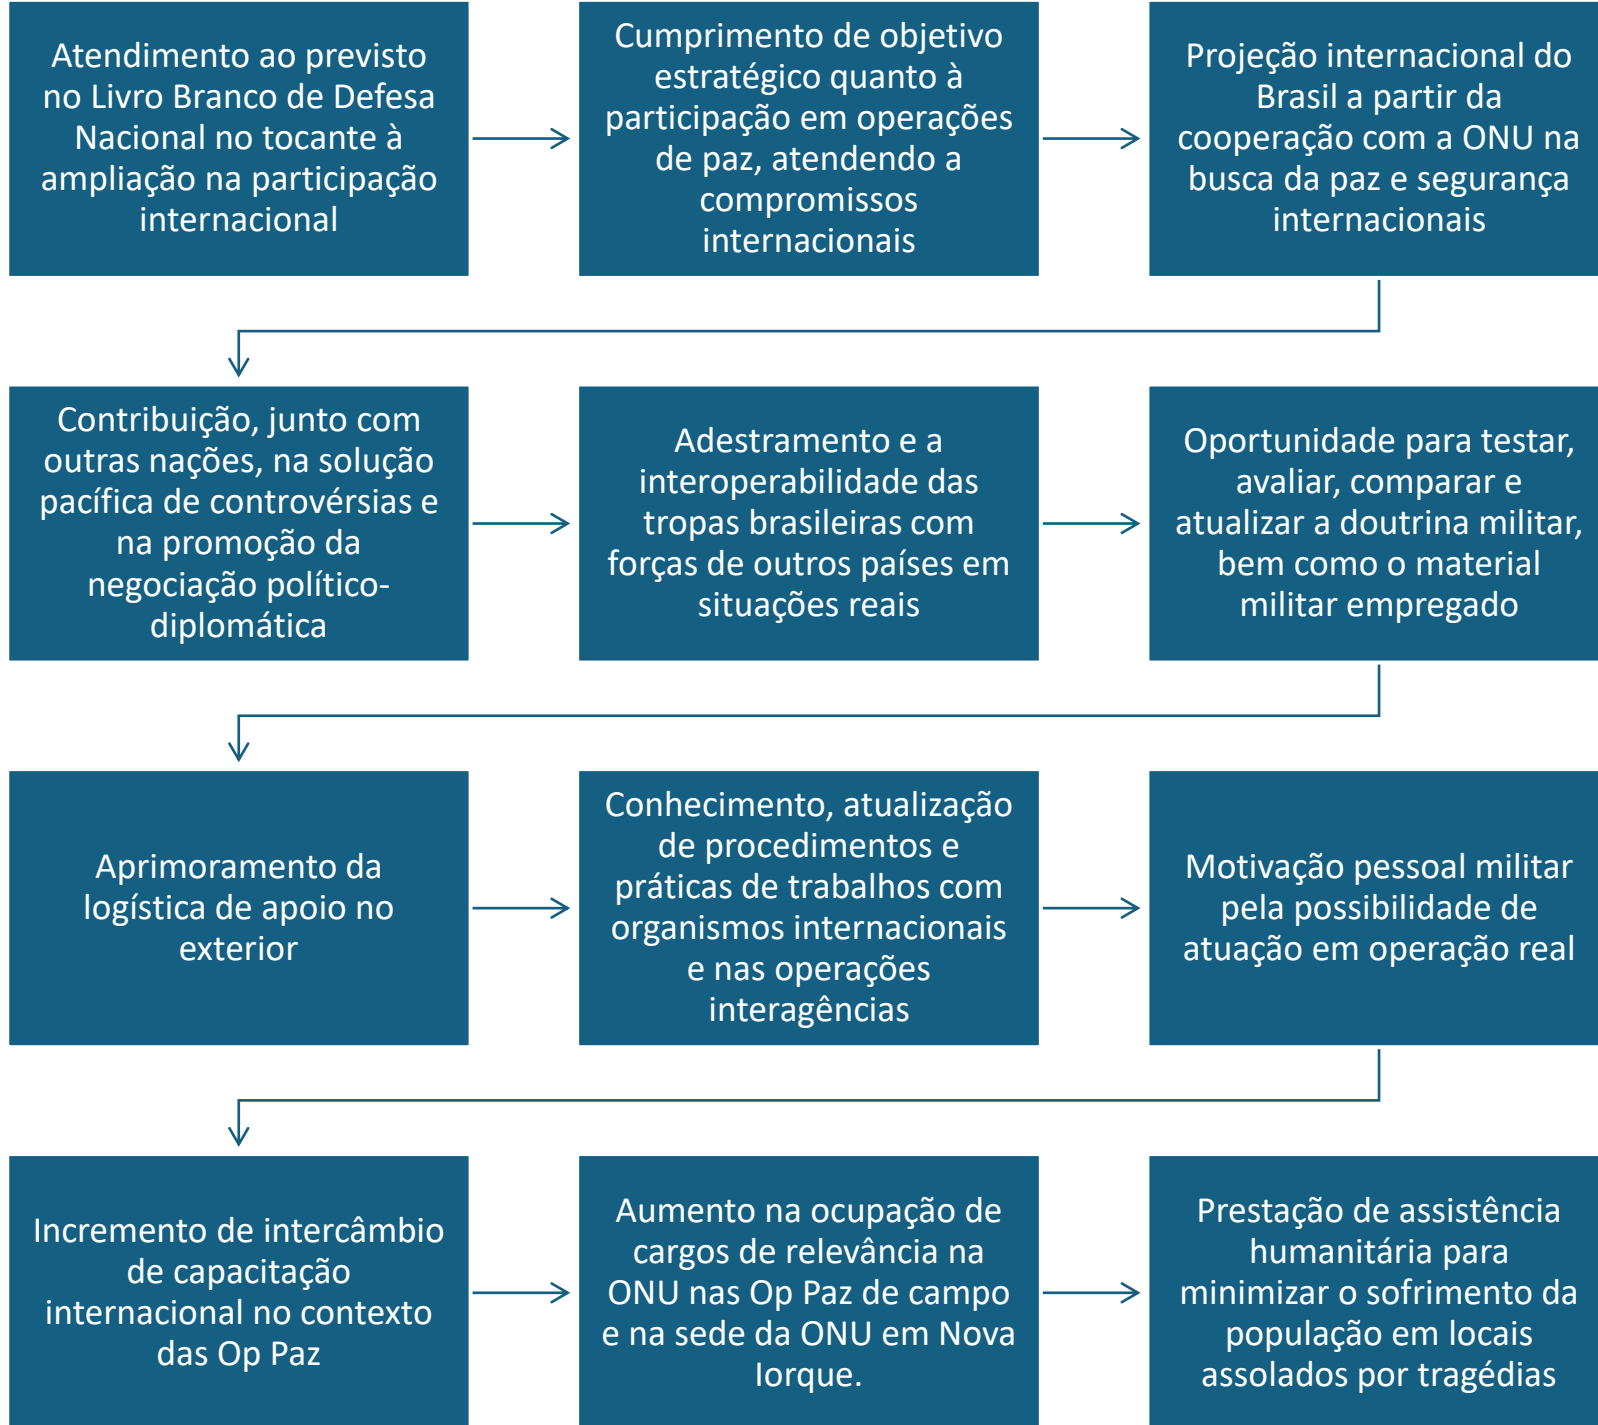 Atendimento ao previsto
no Livro Branco de Defesa
Nacional no tocante à
ampliação na participação
internacional
Cumprimento de objetivo
estratégico quanto à
participação em operações
de paz, atendendo a
compromissos
internacionais
Projeção internacional do
Brasil a partir da
cooperação com a ONU na
busca da paz e segurança
internacionais
Contribuição, junto com
outras nações, na solução
pacífica de controvérsias e
na promoção da
negociação político-
diplomática
Adestramento e a
interoperabilidade das
tropas brasileiras com
forças de outros países em
situações reais
Oportunidade para testar,
avaliar, comparar e
atualizar a doutrina militar,
bem como o material
militar empregado
Aprimoramento da
logística de apoio no
exterior
Conhecimento, atualização
de procedimentos e
práticas de trabalhos com
organismos internacionais
e nas operações
interagências
Motivação pessoal militar
pela possibilidade de
atuação em operação real
Incremento de intercâmbio
de capacitação
internacional no contexto
das Op Paz
Aumento na ocupação de
cargos de relevância na
ONU nas Op Paz de campo
e na sede da ONU em Nova
Iorque.
Prestação de assistência
humanitária para
minimizar o sofrimento da
população em locais
assolados por tragédias